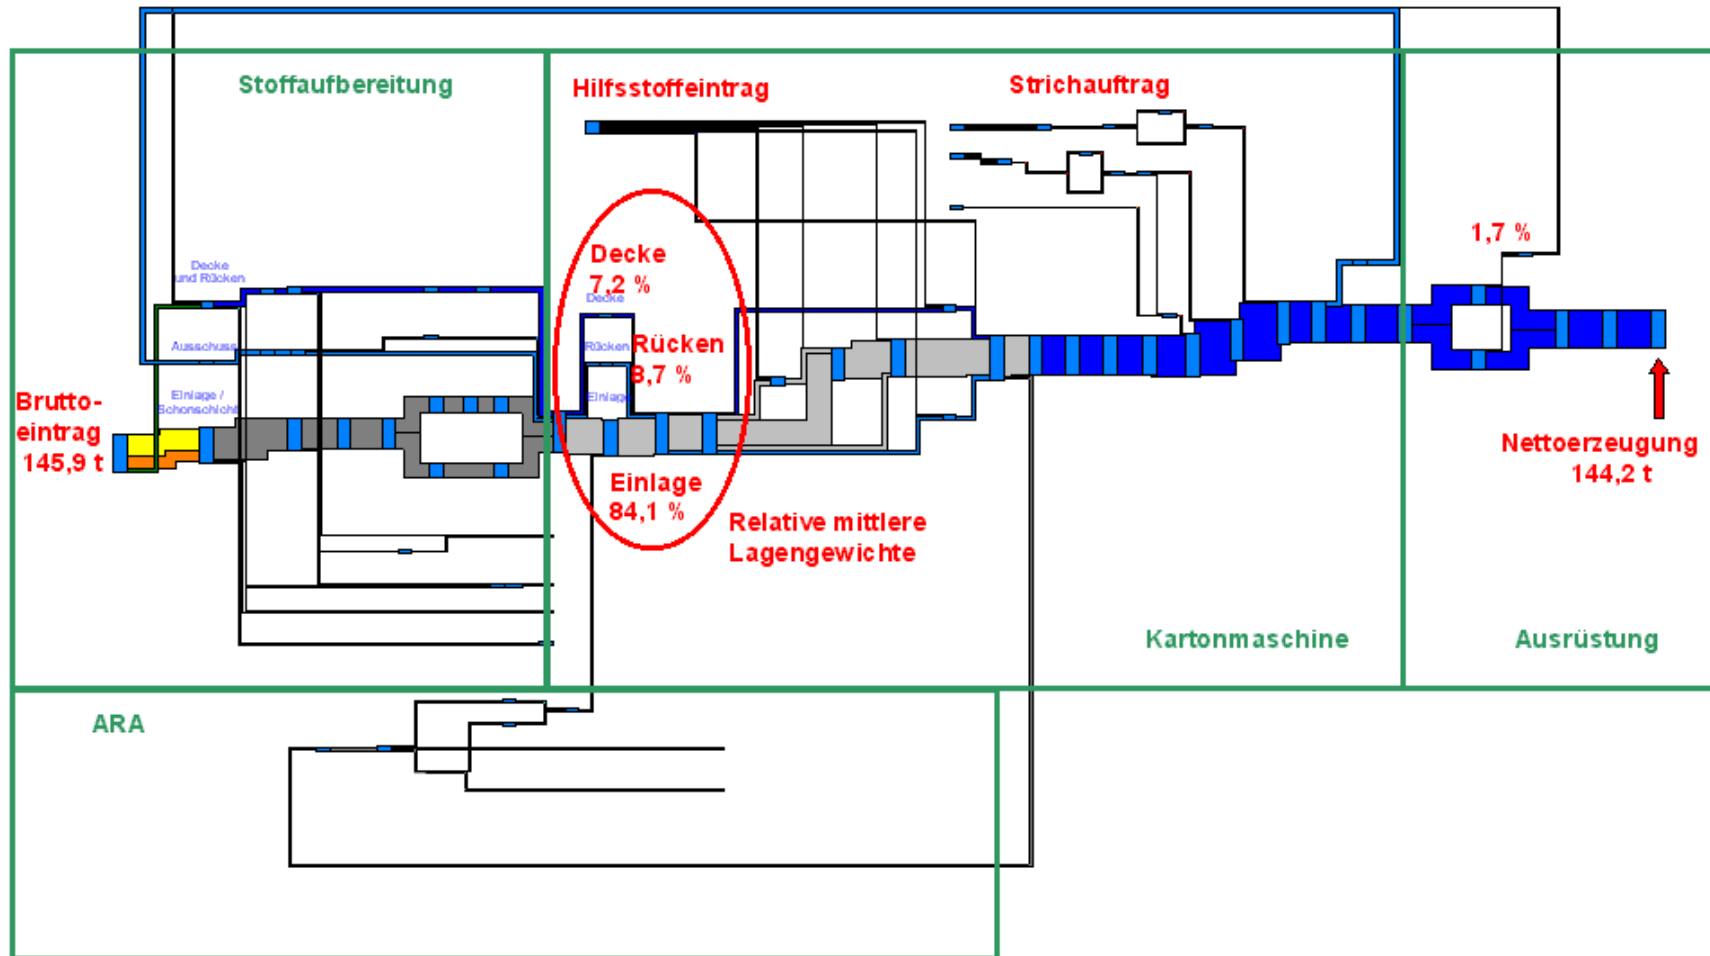 Stoffaufbereitung
Hilfsstoffeintrag
Strichauftrag
1,7 %
Decke
und Rücken
Decke
7,2 %
Decke
Ausschuss
Rücken
Rücken
8,7 %
Einlage /
Schonschicht
Einlage
Brutto-
eintrag
145,9 t
Einlage
84,1 %
Relative mittlere
Lagengewichte
Nettoerzeugung
144,2 t
Kartonmaschine
Ausrüstung
ARA